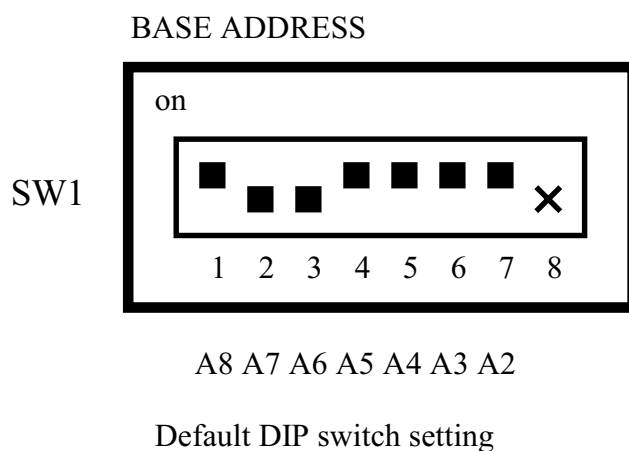 BASE ADDRESS
on
SW1
1 2 3 4 5 6 7 8
A8 A7 A6 A5 A4 A3 A2
Default DIP switch setting